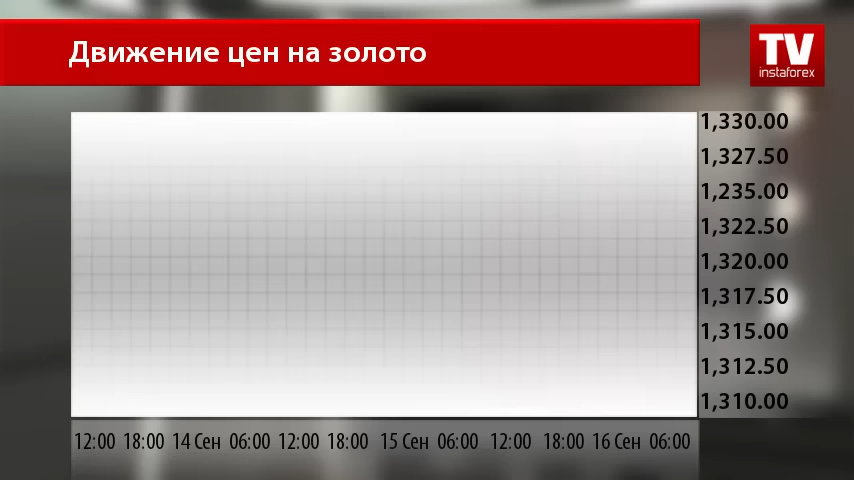 Движение цен на золото
TV
instaforex
1,330.00
1,327.50
1,235.00
1,322.50
1,320.00
1,317.50
1,315.00
1,312.50
1,310.00
12:00 18:00 14 Сен 06:00 12:00 18:00 15 Сен 06:00 12:00 18:00 16 Сен 06:00